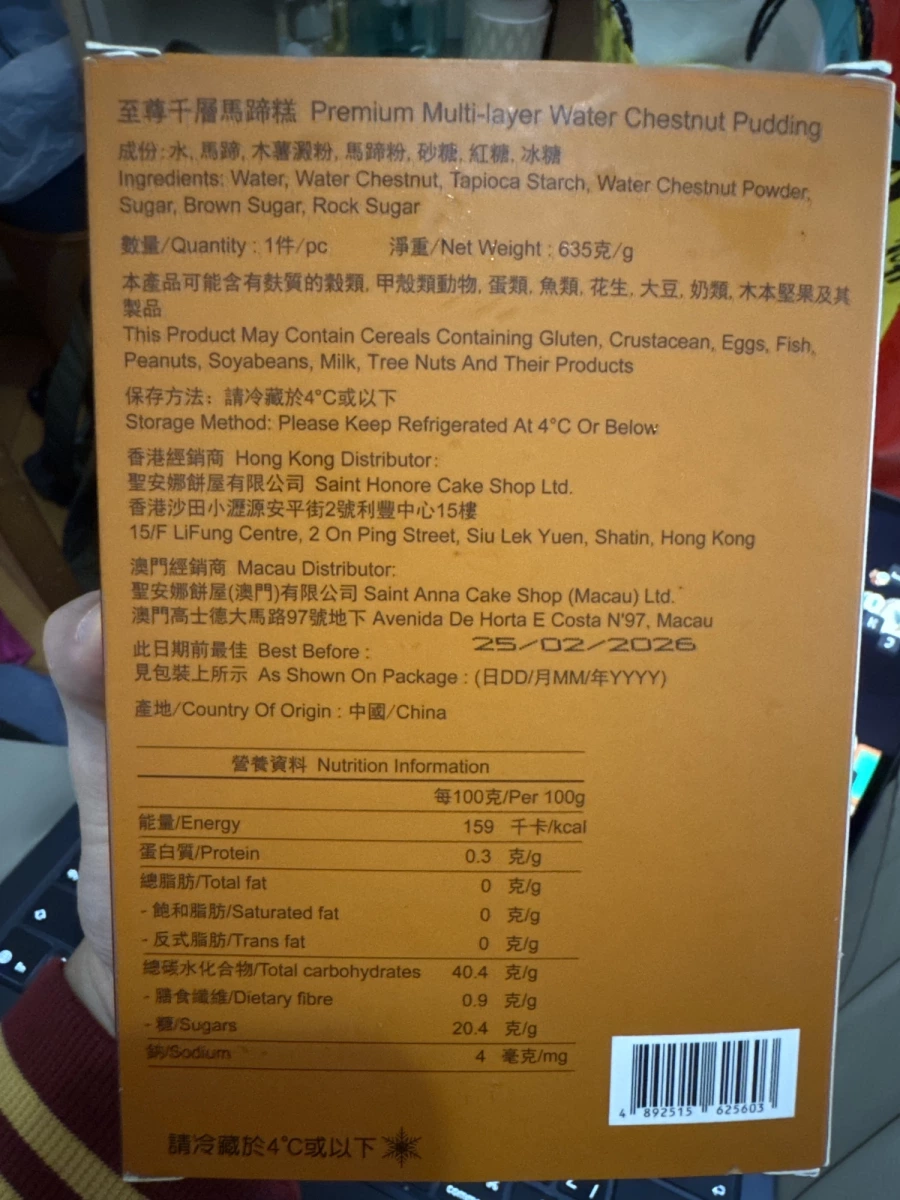 至尊千層馬蹄糕 Premium Multi-layer Water Chestnut Pudding
成份:水, 馬蹄, 木薯澱粉, 馬蹄粉, 砂糖, 紅糖, 冰糖
Ingredients: Water, Water Chestnut, Tapioca Starch, Water Chestnut Powder,
Sugar, Brown Sugar, Rock Sugar
數量/Quantity : 1件/pc 淨重/Net Weight : 635克/g
本產品可能含有麩質的穀類, 甲殼類動物, 蛋類, 魚類, 花生, 大豆, 奶類, 木本堅果及其
製品
This Product May Contain Cereals Containing Gluten, Crustacean, Eggs, Fish,
Peanuts, Soyabeans, Milk, Tree Nuts And Their Products
保存方法：請冷藏於4°C或以下
Storage Method: Please Keep Refrigerated At 4°C Or Below
香港經銷商 Hong Kong Distributor:
聖安娜餅屋有限公司 Saint Honore Cake Shop Ltd.
香港沙田小瀝源安平街2號利豐中心15樓
15/F LiFung Centre, 2 On Ping Street, Siu Lek Yuen, Shatin, Hong Kong
澳門經銷商 Macau Distributor:
聖安娜餅屋(澳門)有限公司 Saint Anna Cake Shop (Macau) Ltd.
澳門高士德大馬路97號地下 Avenida De Horta E Costa N'97, Macau
此日期前最佳 Best Before : 25/02/2026
見包裝上所示 As Shown On Package : (日DD/月MM/年YYYY)
產地/Country Of Origin : 中國/China
營養資料 Nutrition Information
每100克/Per 100g
能量/Energy 159 千卡/kcal
蛋白質/Protein 0.3 克/g
總脂肪/Total fat 0 克/g
- 飽和脂肪/Saturated fat 0 克/g
- 反式脂肪/Trans fat 0 克/g
總碳水化合物/Total carbohydrates 40.4 克/g
- 膳食纖維/Dietary fibre 0.9 克/g
- 糖/Sugars 20.4 克/g
鈉/Sodium 4 毫克/mg
4 892515 625603
請冷藏於4°C或以下